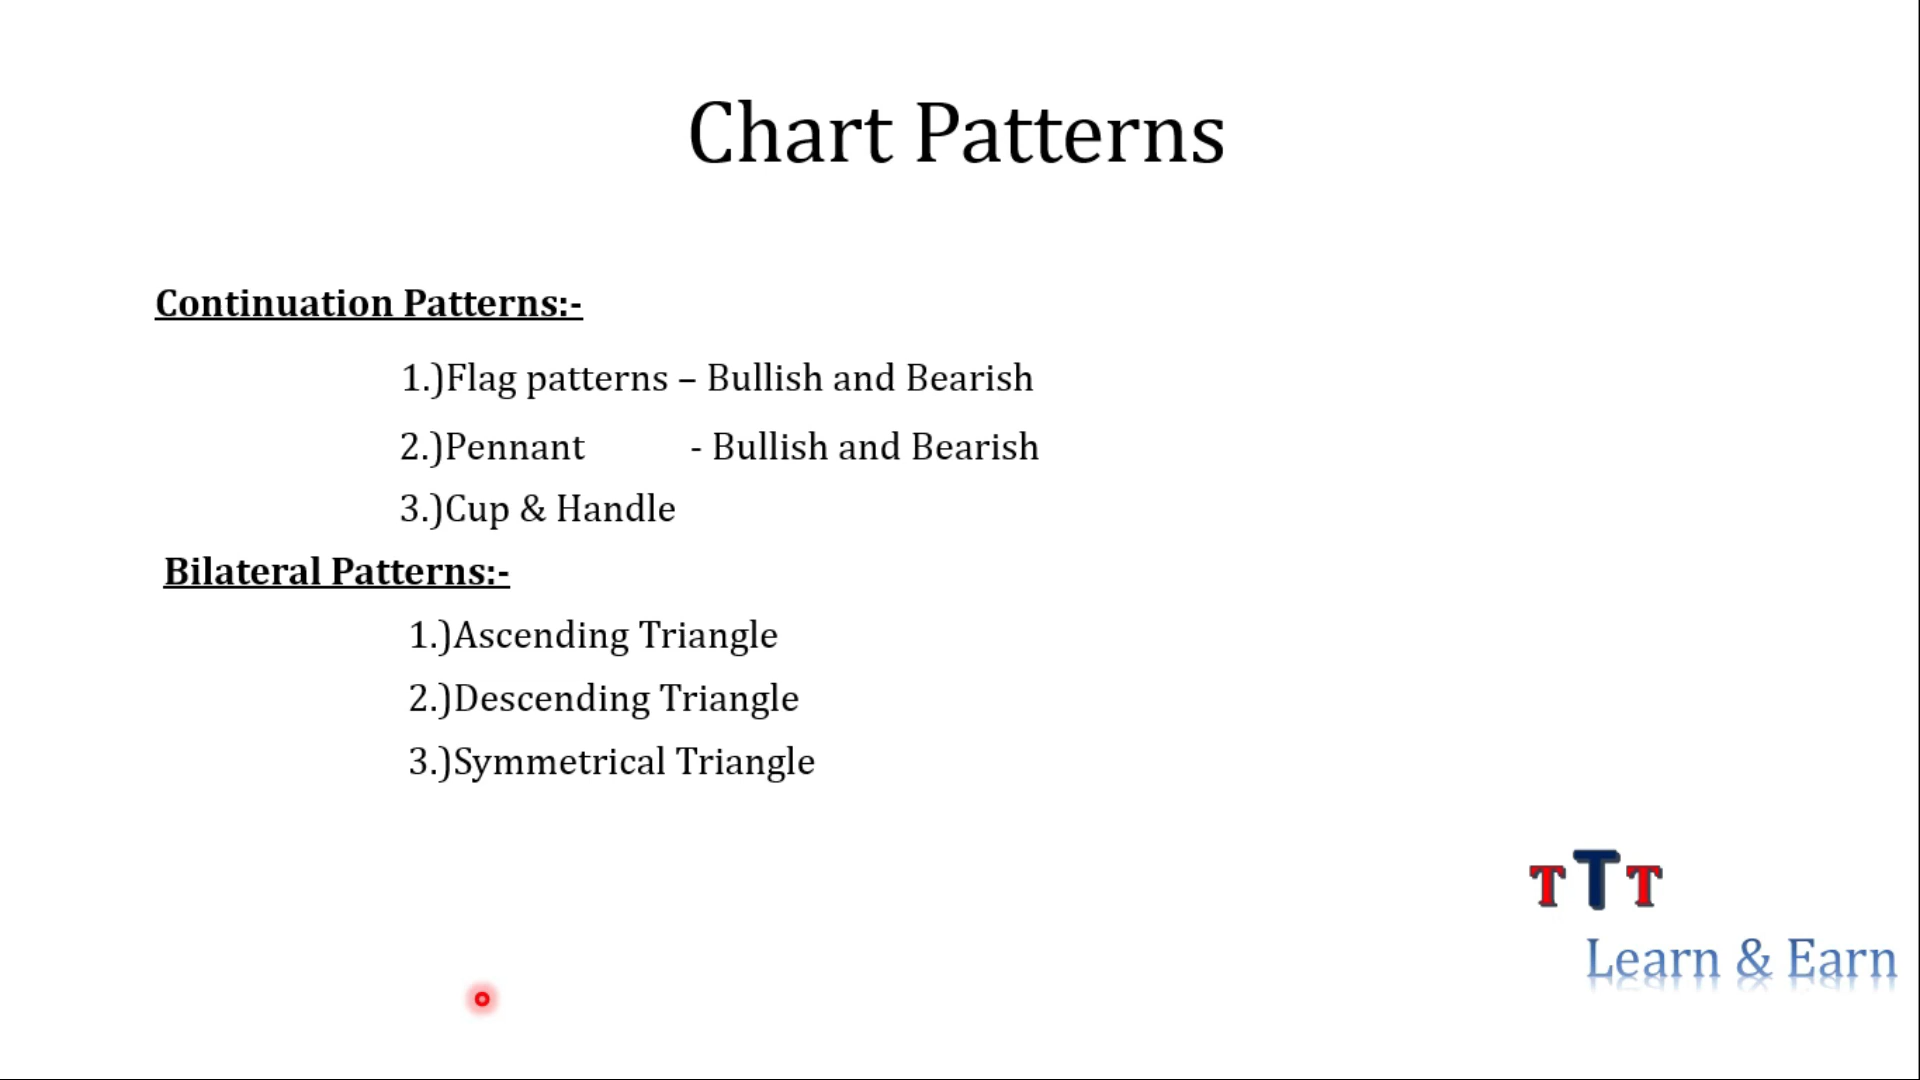 Chart Patterns
Continuation Patterns:-
1.)Flag patterns – Bullish and Bearish
2.)Pennant - Bullish and Bearish
3.)Cup & Handle
Bilateral Patterns:-
1.)Ascending Triangle
2.)Descending Triangle
3.)Symmetrical Triangle
TTT
Learn & Earn